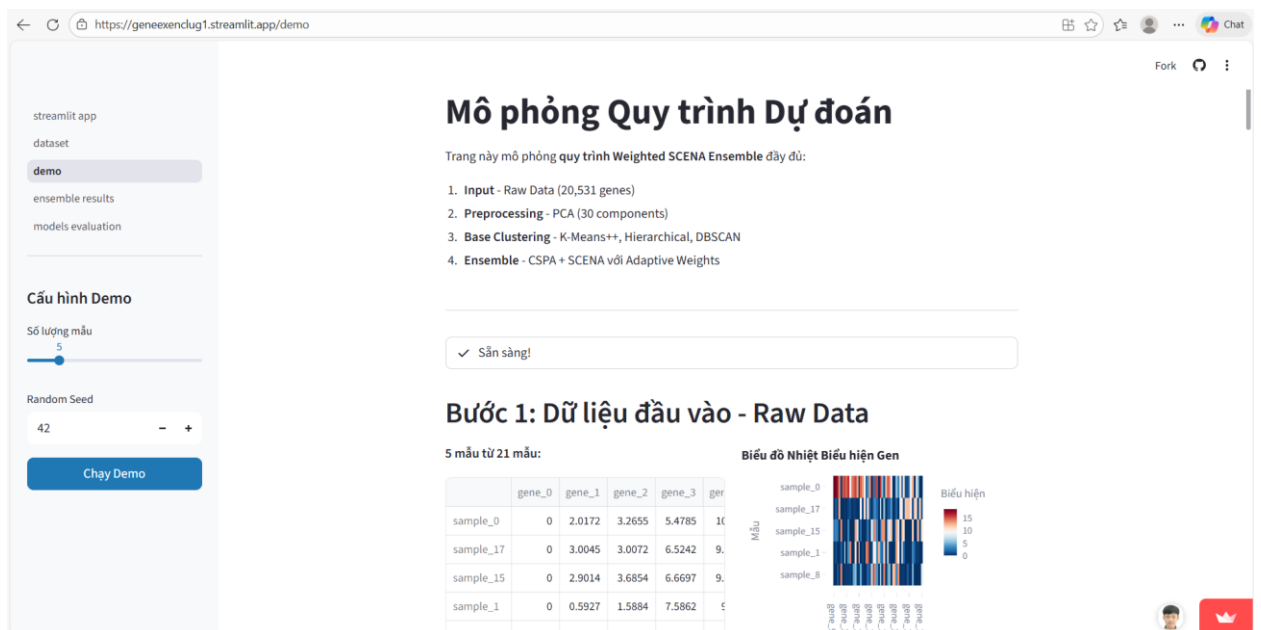 https://geneexenclug1.streamlit.app/demo
Chat
Fork
streamlit app
dataset
demo
ensemble results
models evaluation
Cấu hình Demo
Số lượng mẫu
5
Random Seed
42
- +
Chạy Demo
Mô phỏng Quy trình Dự đoán
Trang này mô phỏng quy trình Weighted SCENA Ensemble đầy đủ:
1. Input - Raw Data (20,531 genes)
2. Preprocessing - PCA (30 components)
3. Base Clustering - K-Means++, Hierarchical, DBSCAN
4. Ensemble - CSPA + SCENA với Adaptive Weights
Sẵn sàng!
Bước 1: Dữ liệu đầu vào - Raw Data
5 mẫu từ 21 mẫu:
gene_0 gene_1 gene_2 gene_3 ger
sample_0 0 2.0172 3.2655 5.4785 10
sample_17 0 3.0045 3.0072 6.5242 9.
sample_15 0 2.9014 3.6854 6.6697 9.
sample_1 0 0.5927 1.5884 7.5862
Biểu đồ Nhiệt Biểu hiện Gen
Mẫu
sample_0
sample_17
sample_15
sample_1
sample_8
Biểu hiện
15
10
5
0